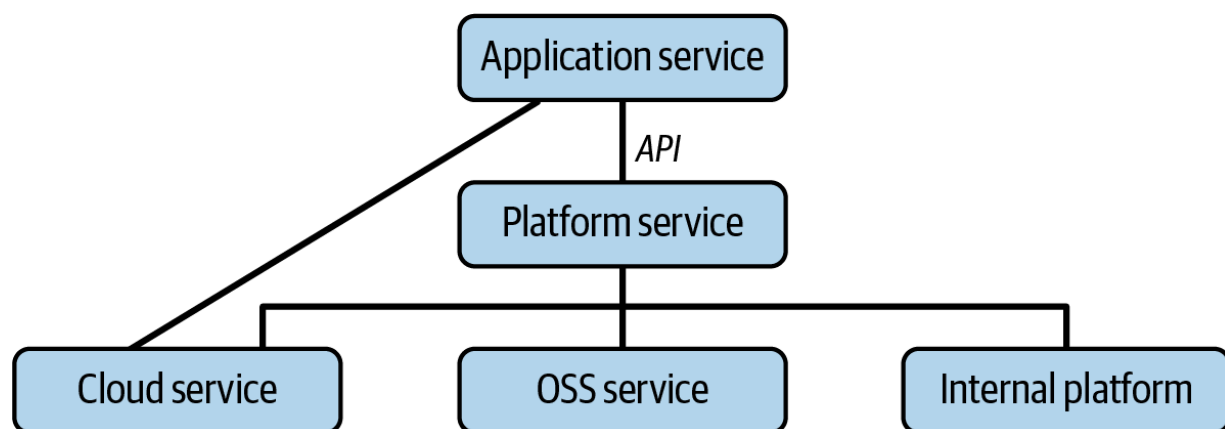 Application service
API
Platform service
Cloud service
OSS service
Internal platform